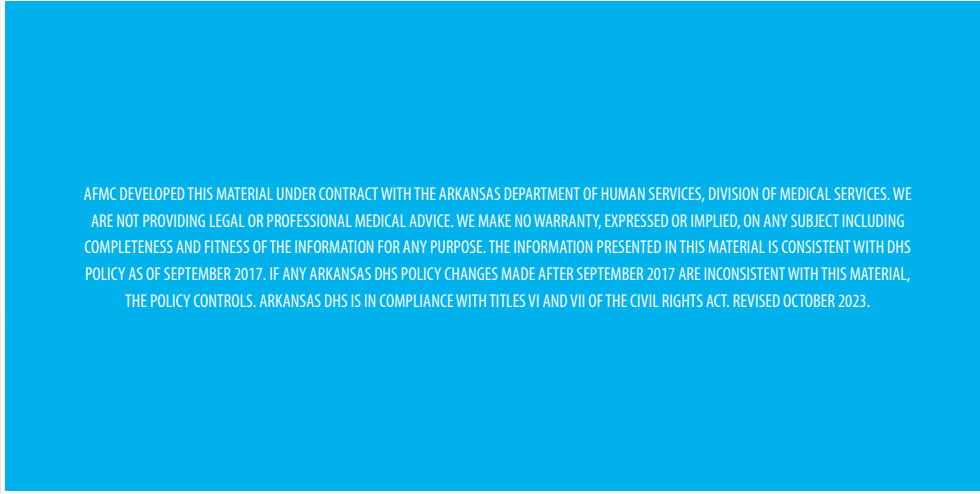 AFMC DEVELOPED THIS MATERIAL UNDER CONTRACT WITH THE ARKANSAS DEPARTMENT OF HUMAN SERVICES, DIVISION OF MEDICAL SERVICES. WE
ARE NOT PROVIDING LEGAL OR PROFESSIONAL MEDICAL ADVICE. WE MAKE NO WARRANTY, EXPRESSED OR IMPLIED, ON ANY SUBJECT INCLUDING
COMPLETENESS AND FITNESS OF THE INFORMATION FOR ANY PURPOSE. THE INFORMATION PRESENTED IN THIS MATERIAL IS CONSISTENT WITH DHS
POLICY AS OF SEPTEMBER 2017. IF ANY ARKANSAS DHS POLICY CHANGES MADE AFTER SEPTEMBER 2017 ARE INCONSISTENT WITH THIS MATERIAL,
THE POLICY CONTROLS. ARKANSAS DHS IS IN COMPLIANCE WITH TITLES VI AND VII OF THE CIVIL RIGHTS ACT. REVISED OCTOBER 2023.